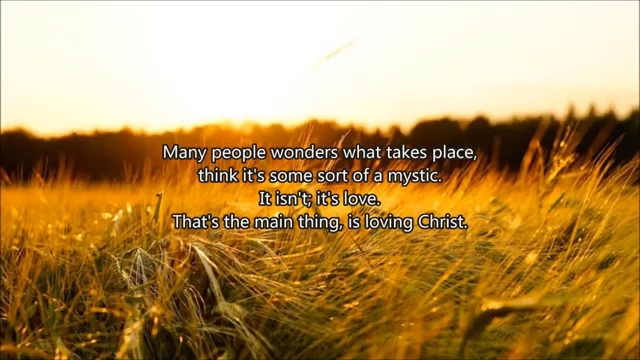 Many people wonders what takes place,
think it's some sort of a mystic.
It isn't; it's love.
That's the main thing, is loving Christ.